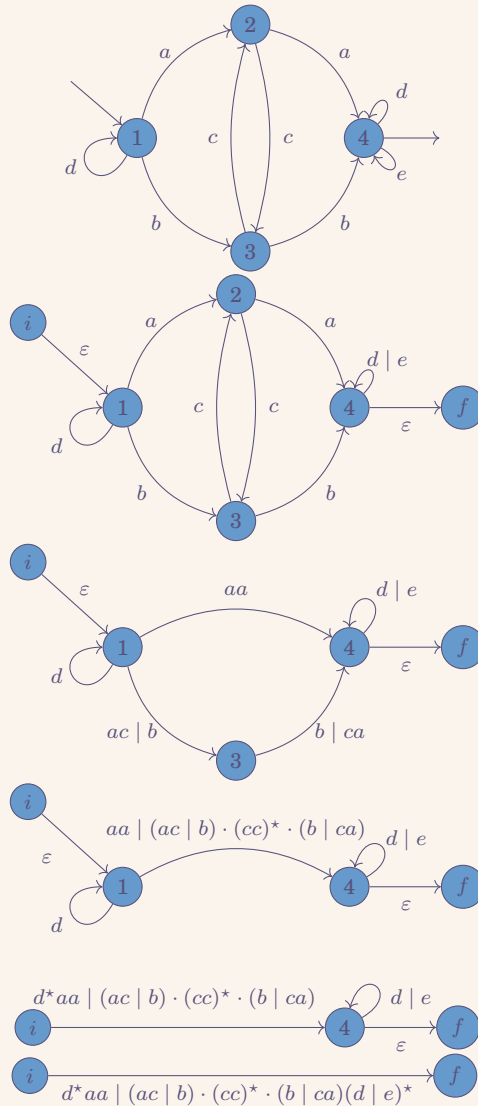 2
a a d
1 c c 4
d e
b b
3
2
i a a
ε d | e
1 c c 4 f
d ε
b b
3
i
ε aa d | e
1 4 f
d ε
ac | b b | ca
3
i
aa | (ac | b) · (cc)⋆ · (b | ca) d | e
ε
1 4 f
d ε
d⋆aa | (ac | b) · (cc)⋆ · (b | ca) d | e
i 4 f
ε
i f
d⋆aa | (ac | b) · (cc)⋆ · (b | ca)(d | e)⋆